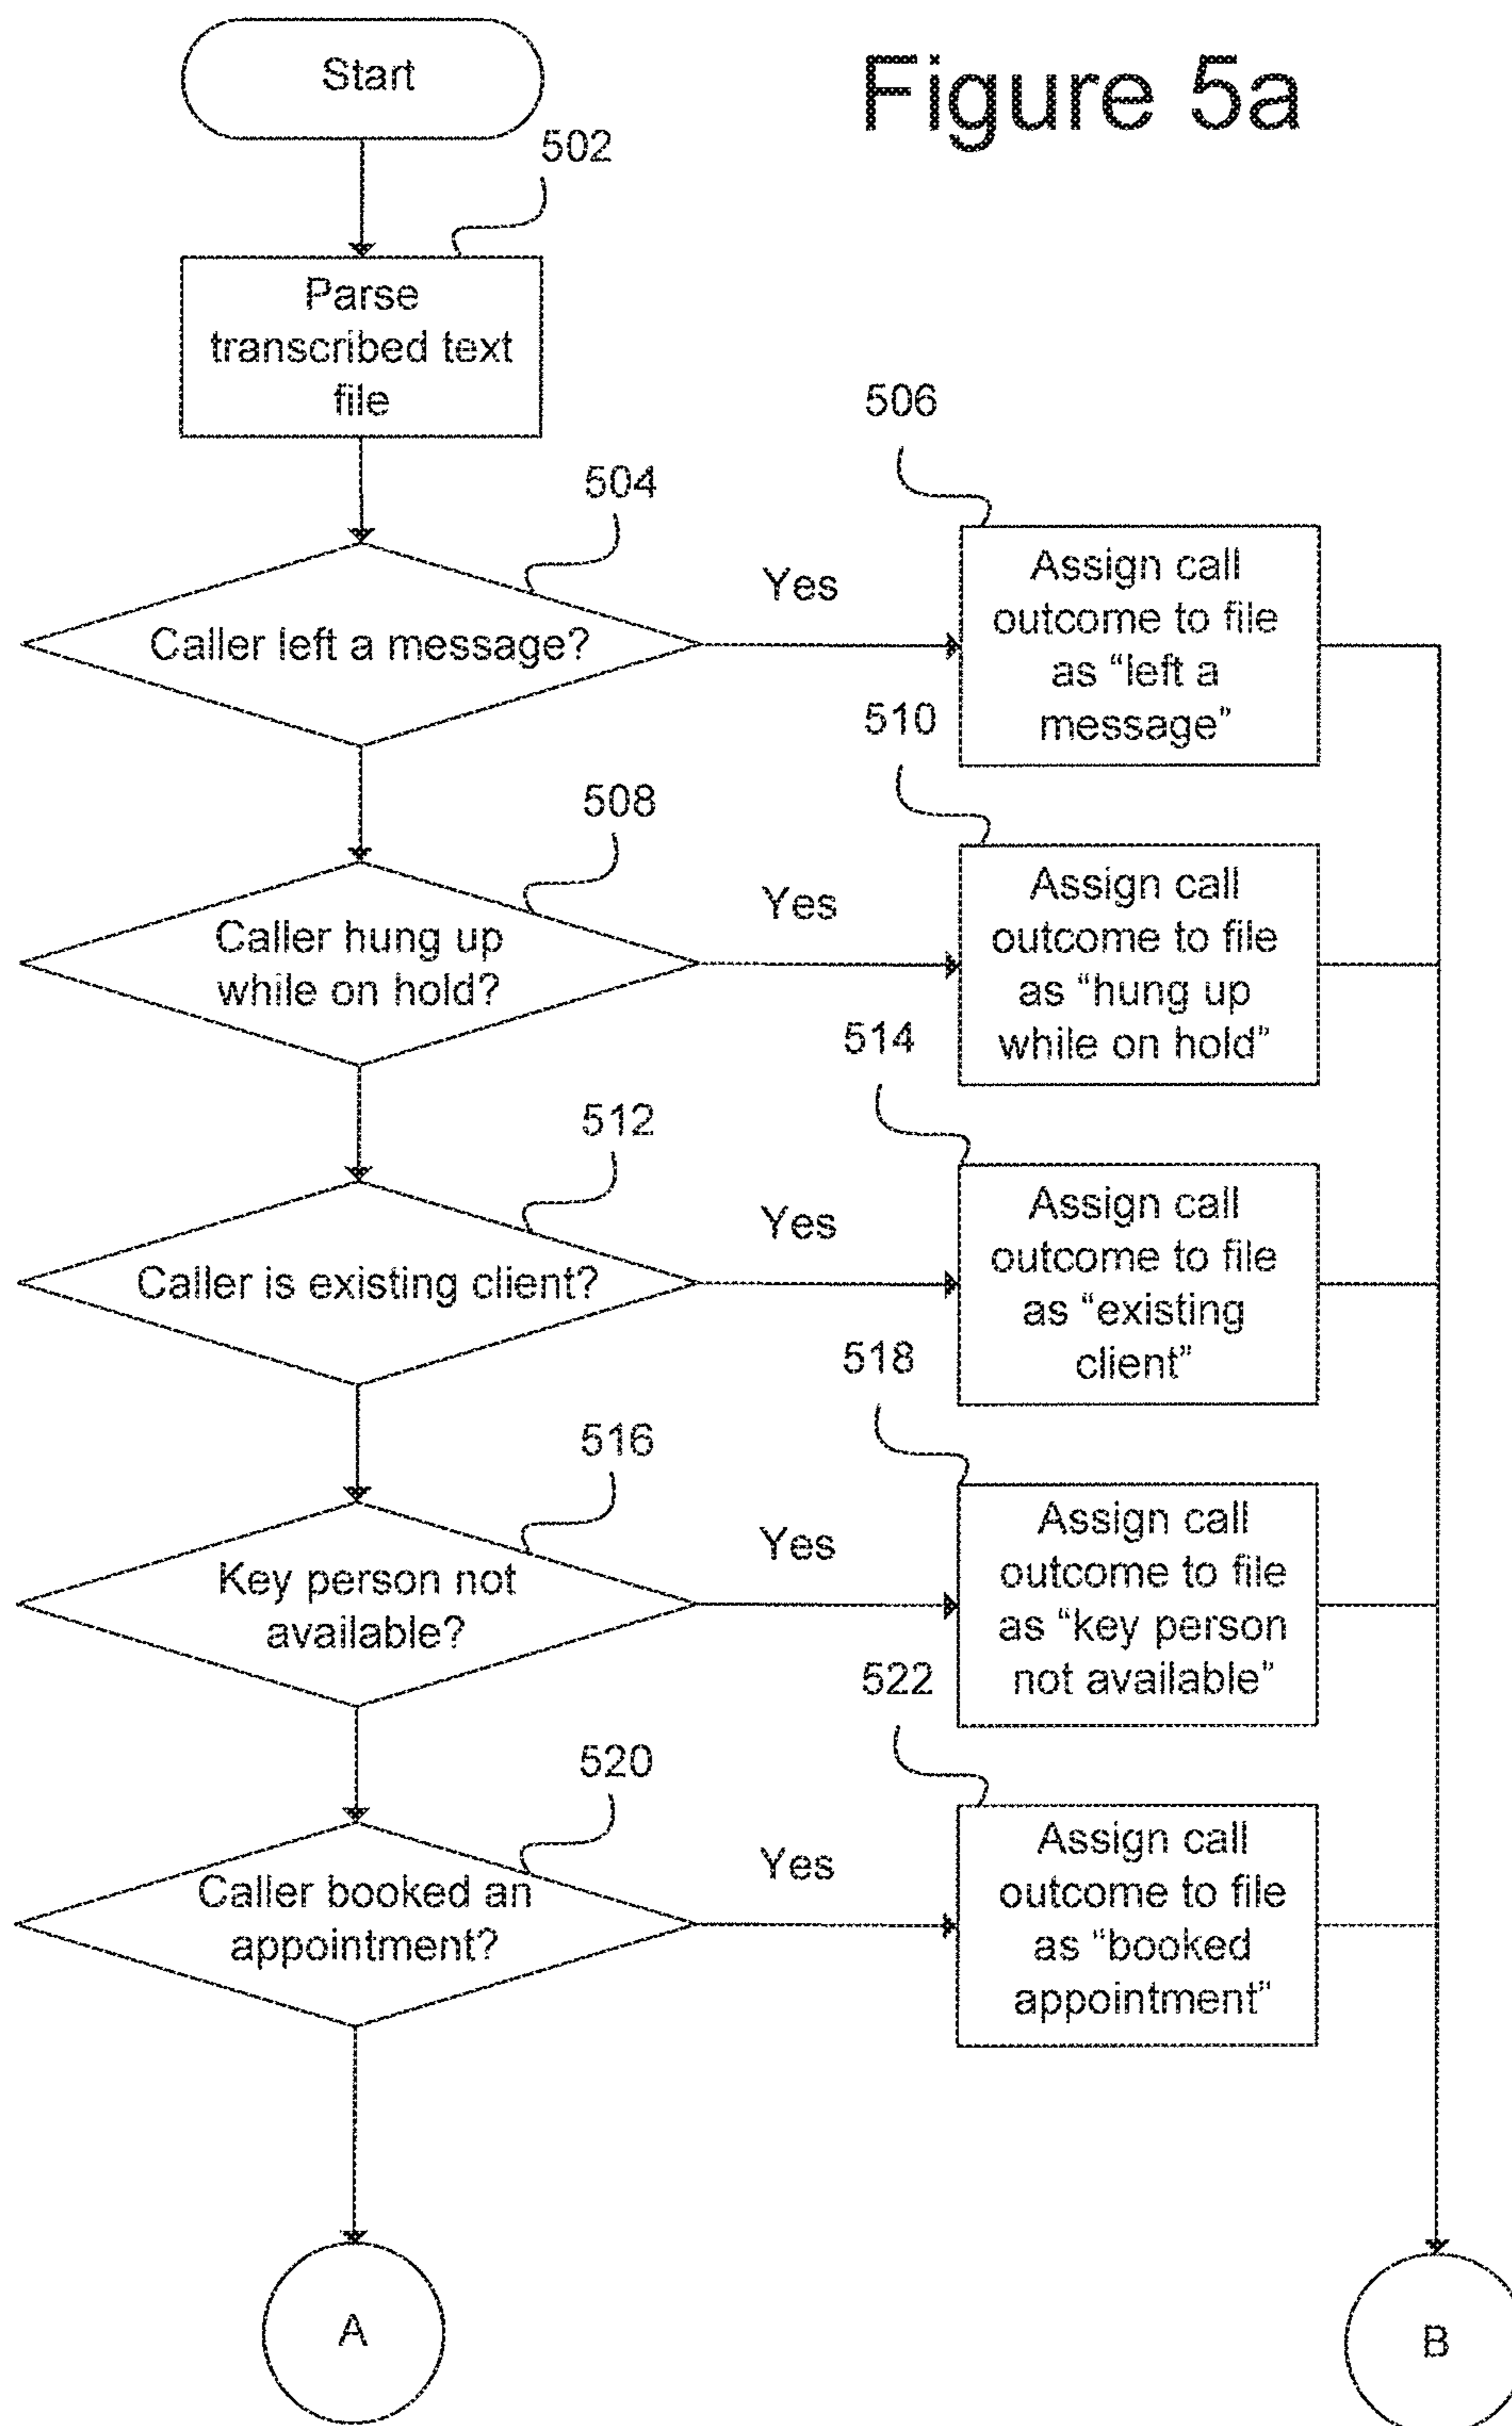 Start
Figure 5a
502
Parse
transcribed text
file
504
Caller left a message?
Yes
506
Assign call
outcome to file
as “left a
message”
508
Caller hung up
while on hold?
Yes
510
Assign call
outcome to file
as “hung up
while on hold”
512
Caller is existing client?
Yes
514
Assign call
outcome to file
as “existing
client”
516
Key person not
available?
Yes
518
Assign call
outcome to file
as “key person
not available”
520
Caller booked an
appointment?
Yes
522
Assign call
outcome to file
as “booked
appointment”
A
B